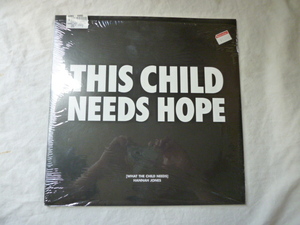 THIS CHILD
NEEDS HOPE
[WHAT THE CHILD NEEDS]
HANNAH JONES